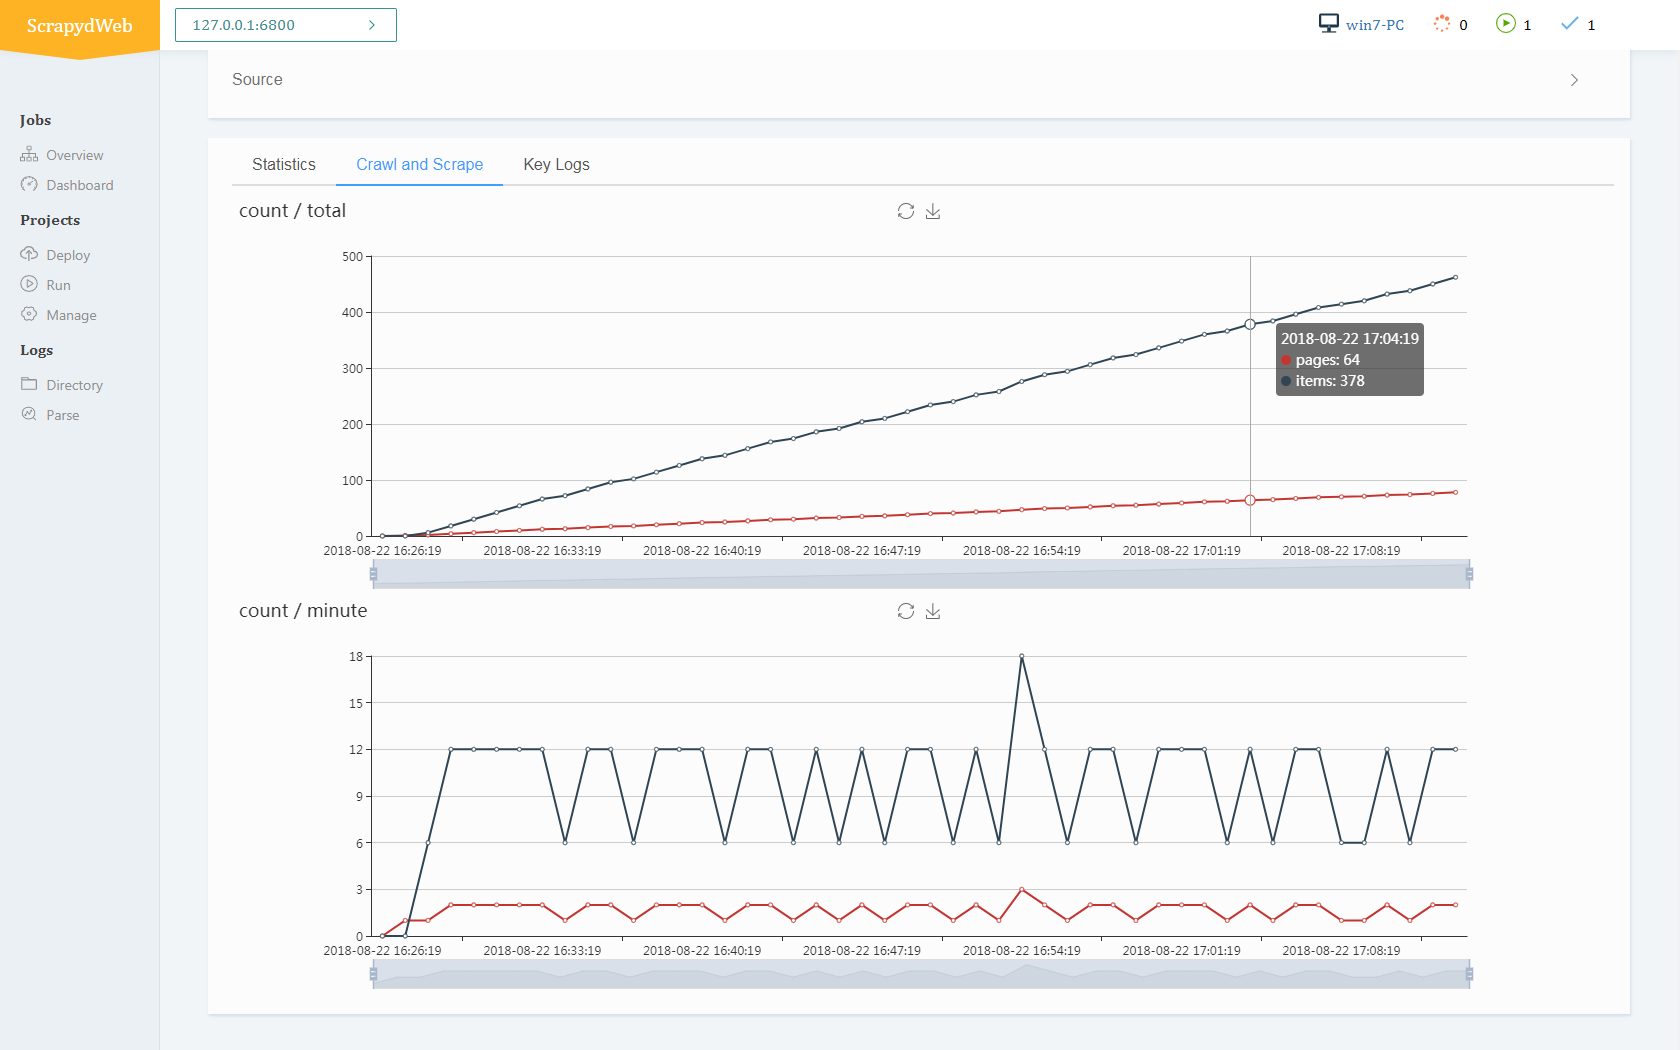 ScrapydWeb
127.0.0.1:6800
win7-PC
0
1
1
Jobs
Overview
Dashboard
Projects
Deploy
Run
Manage
Logs
Directory
Parse
Source
Statistics Crawl and Scrape Key Logs
count / total
500
400
300
200
100
0
2018-08-22 17:04:19
pages: 64
items: 378
2018-08-22 16:26:19 2018-08-22 16:33:19 2018-08-22 16:40:19 2018-08-22 16:47:19 2018-08-22 16:54:19 2018-08-22 17:01:19 2018-08-22 17:08:19
count / minute
18
15
12
9
6
3
0
2018-08-22 16:26:19 2018-08-22 16:33:19 2018-08-22 16:40:19 2018-08-22 16:47:19 2018-08-22 16:54:19 2018-08-22 17:01:19 2018-08-22 17:08:19